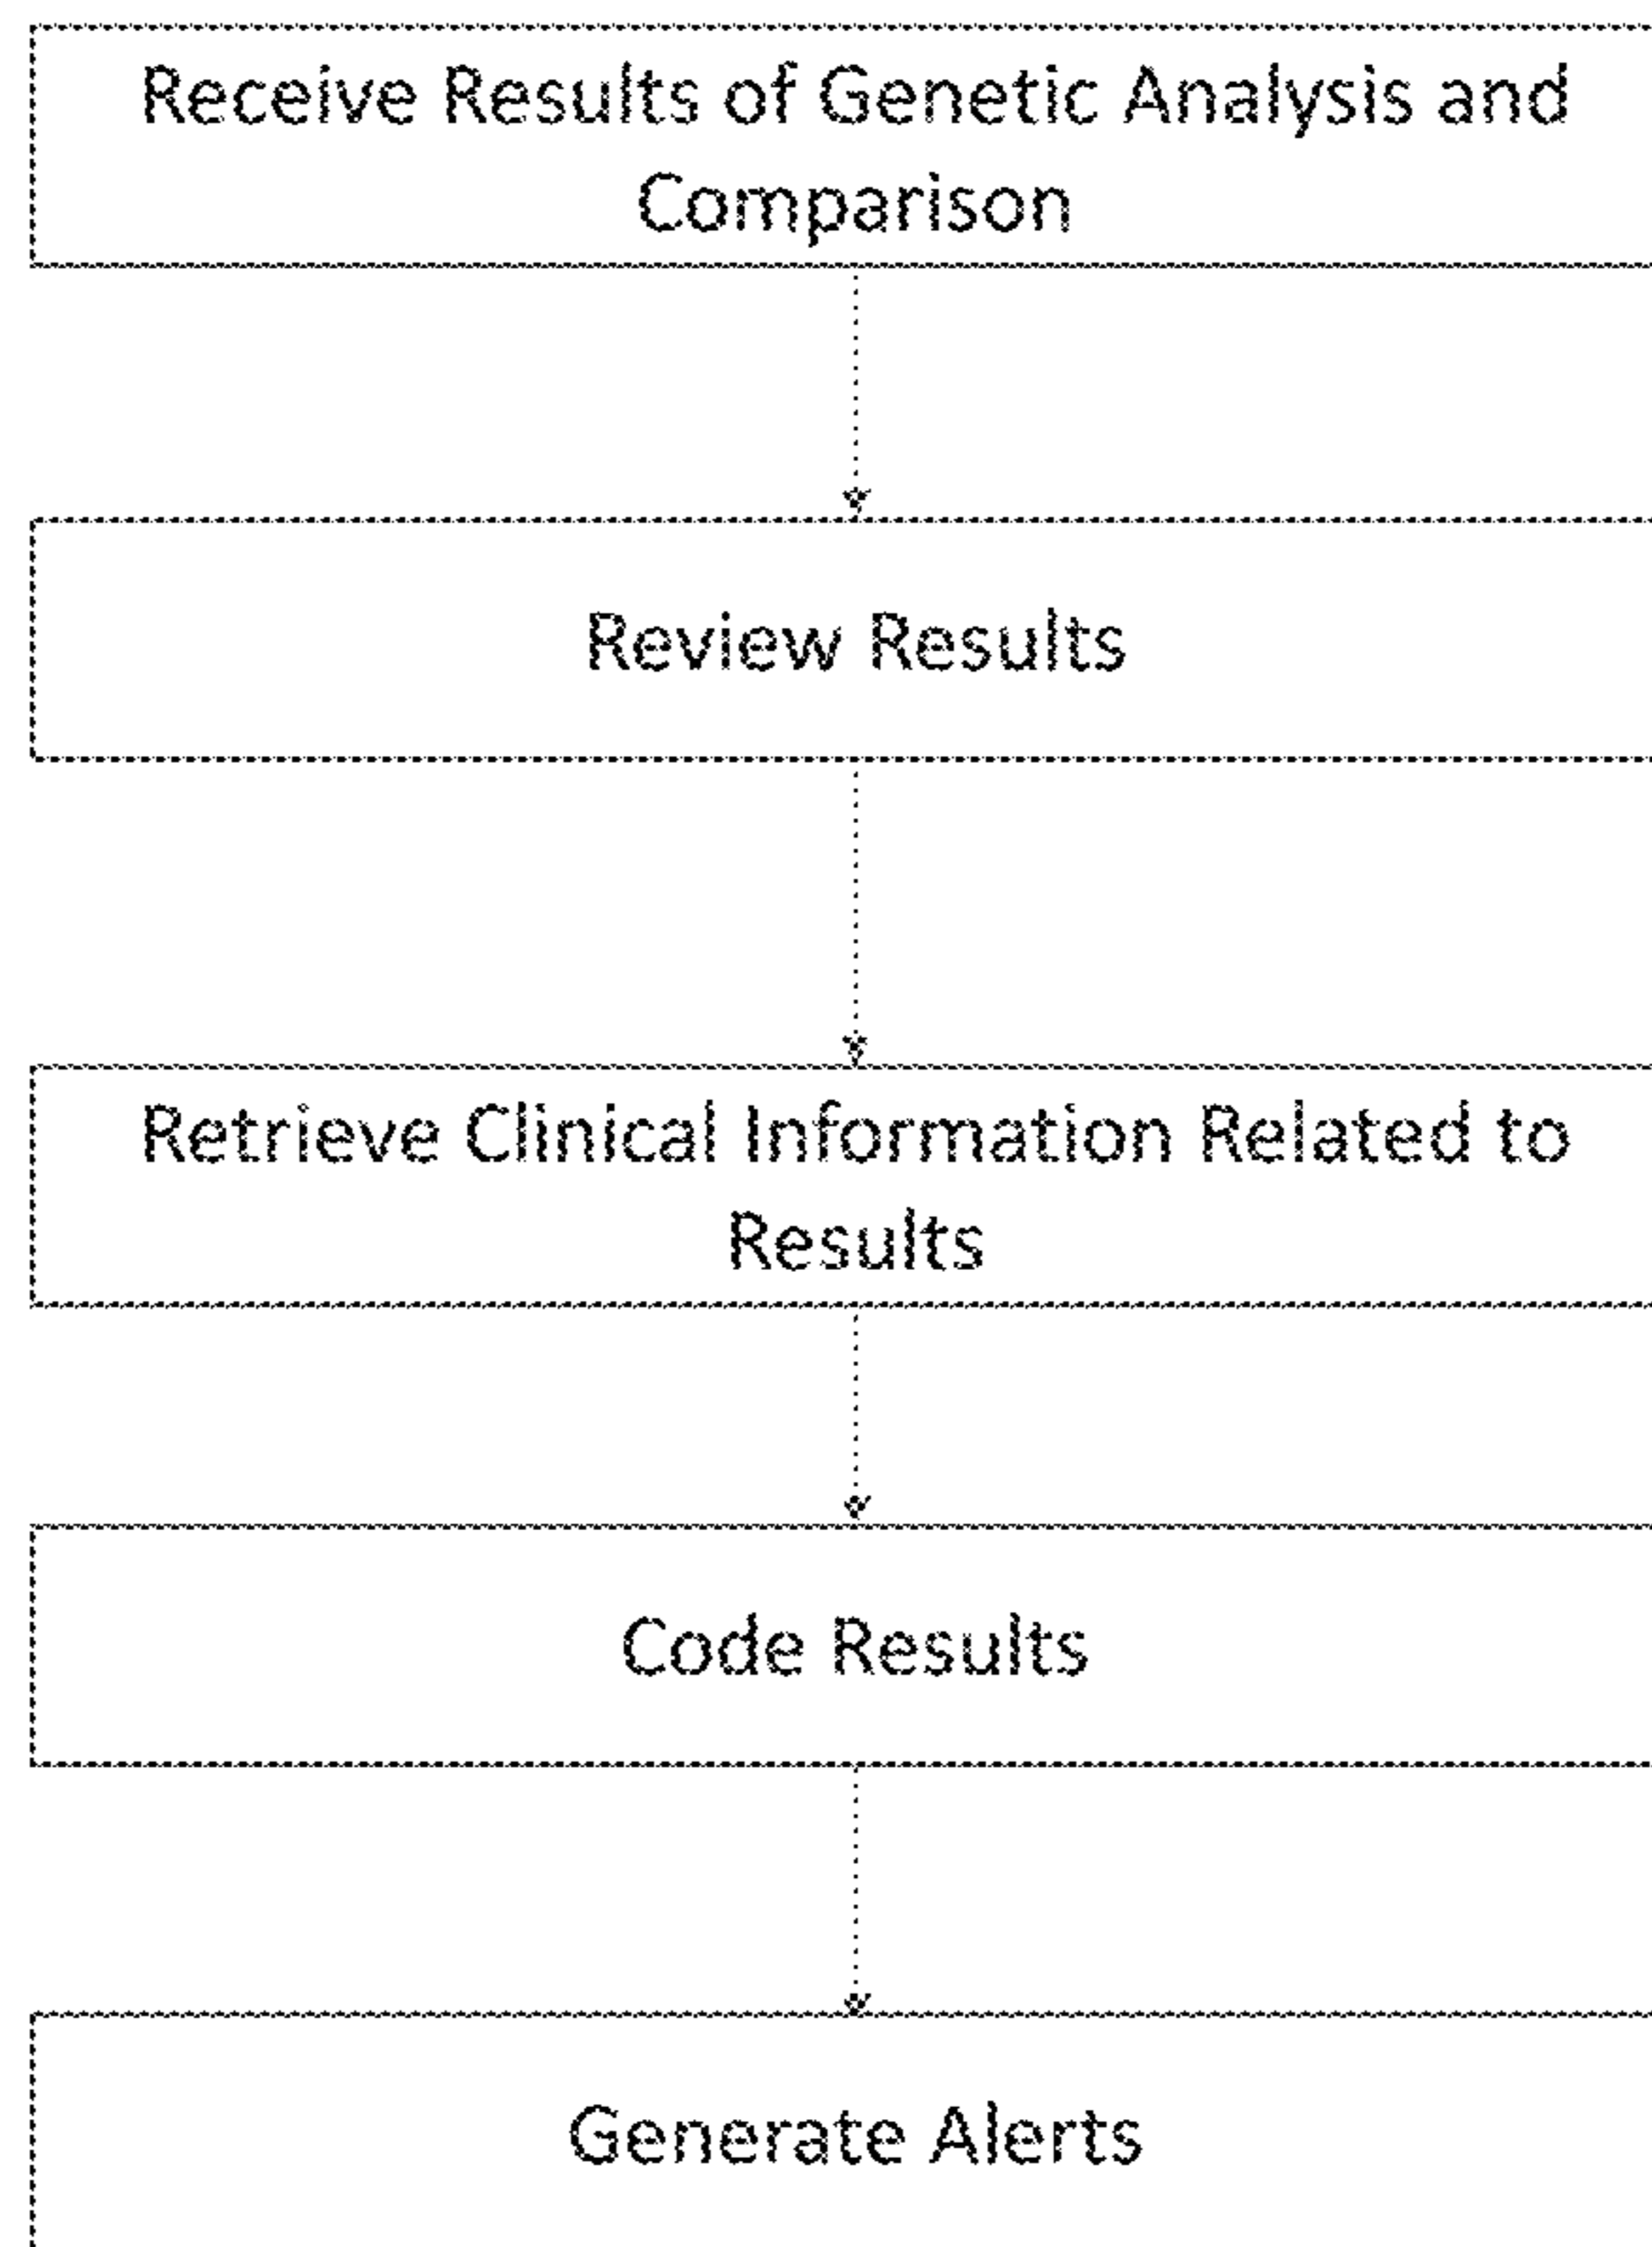 Receive Results of Genetic Analysis and
Comparison
Review Results
Retrieve Clinical Information Related to
Results
Code Results
Generate Alerts